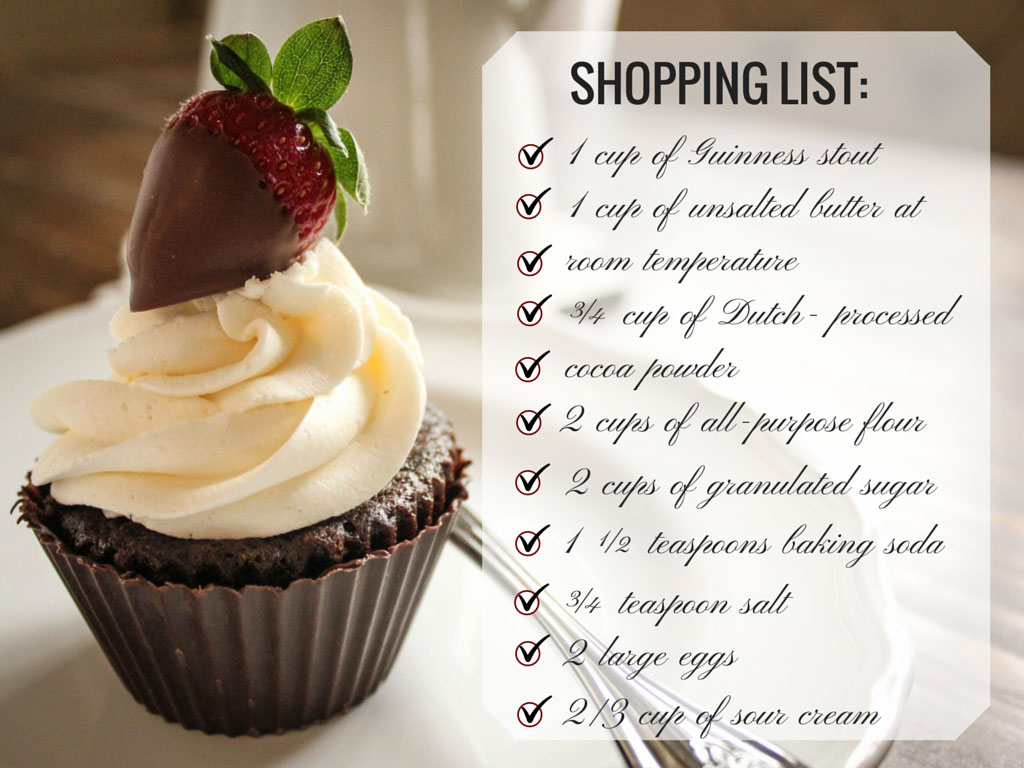 SHOPPING LIST:
1 cup of Guinness stout
1 cup of unsalted butter at
room temperature
3/4 cup of Dutch- processed
cocoa powder
2 cups of all-purpose flour
2 cups of granulated sugar
1 1/2 teaspoons baking soda
3/4 teaspoon salt
2 large eggs
2/3 cup of sour cream